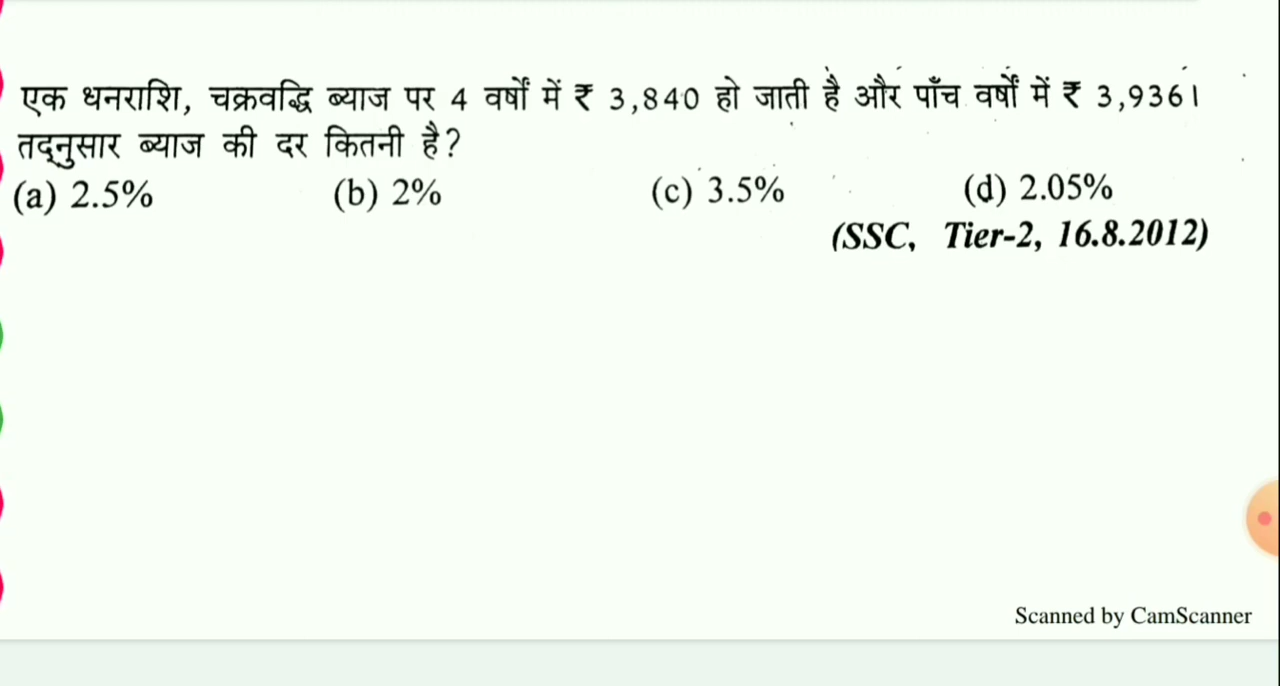 एक धनराशि, चक्रवद्धि ब्याज पर 4 वर्षों में ₹ 3,840 हो जाती है और पाँच वर्षों में ₹ 3,936।
तद्नुसार ब्याज की दर कितनी है?
(a) 2.5% (b) 2% (c) 3.5% (d) 2.05%
(SSC, Tier-2, 16.8.2012)
Scanned by CamScanner